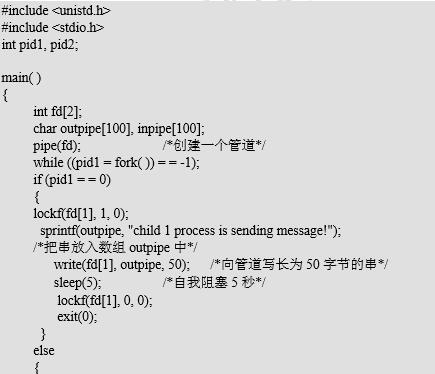 #include <unistd.h>
#include <stdio.h>
int pid1, pid2;
main( )
{
int fd[2];
char outpipe[100], inpipe[100];
pipe(fd); /*创建一个管道*/
while ((pid1 = fork( )) = = -1);
if (pid1 = = 0)
{
lockf(fd[1], 1, 0);
sprintf(outpipe, "child 1 process is sending message!");
/*把串放入数组 outpipe 中*/
write(fd[1], outpipe, 50); /*向管道写长为 50 字节的串*/
sleep(5); /*自我阻塞 5 秒*/
lockf(fd[1], 0, 0);
exit(0);
}
else
{